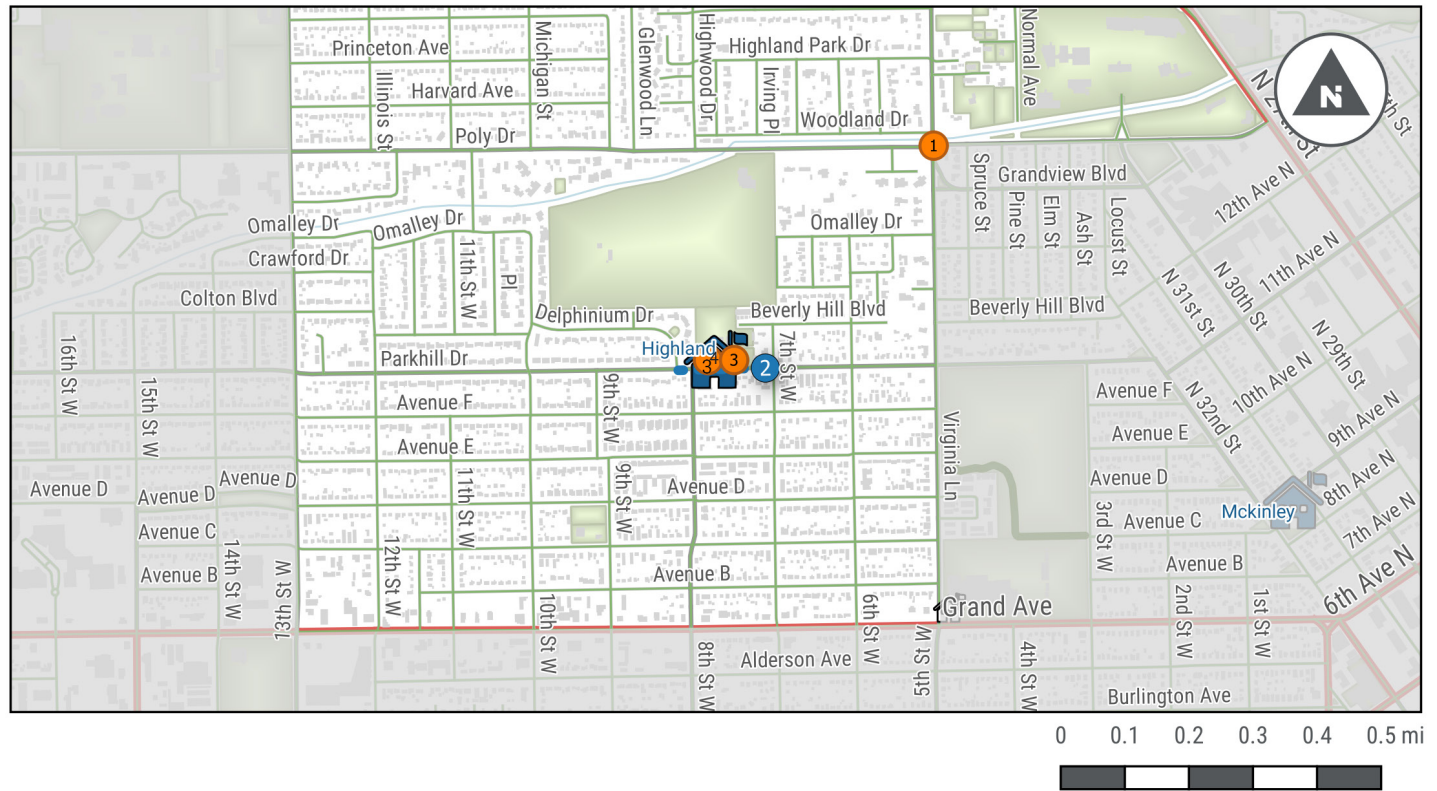 Princeton Ave
Illinois St
Harvard Ave
Michigan St
Glenwood Ln
Highwood Dr
Highland Park Dr
Irving Pl
Woodland Dr
Normal Ave
Poly Dr
1
N
12th Ave N
11th Ave N
Spruce St
Grandview Blvd
Pine St
Elm St
Ash St
Locust St
Omalley Dr
Omalley Dr
Omalley Dr
Crawford Dr
Colton Blvd
11th St W
Pl
Delphinium Dr
Beverly Hill Blvd
Beverly Hill Blvd
N 31st St
N 30th St
N 29th St
16th St W
15th St W
Parkhill Dr
Highland
3
4
3
2
7th St W
Avenue F
9th St W
Avenue F
N 32nd St
10th Ave N
9th Ave N
Avenue E
Avenue E
Virginia Ln
Avenue D
Avenue D
Avenue D
11th St W
9th St W
Avenue D
Avenue D
Mckinley
8th Ave N
7th Ave N
Avenue C
3rd St W
Avenue C
Avenue B
14th St W
13th St W
12th St W
Avenue B
Avenue B
6th Ave N
10th St W
6th St W
Grand Ave
2nd St W
1st St W
8th St W
Alderson Ave
5th St W
4th St W
Burlington Ave
0 0.1 0.2 0.3 0.4 0.5 mi